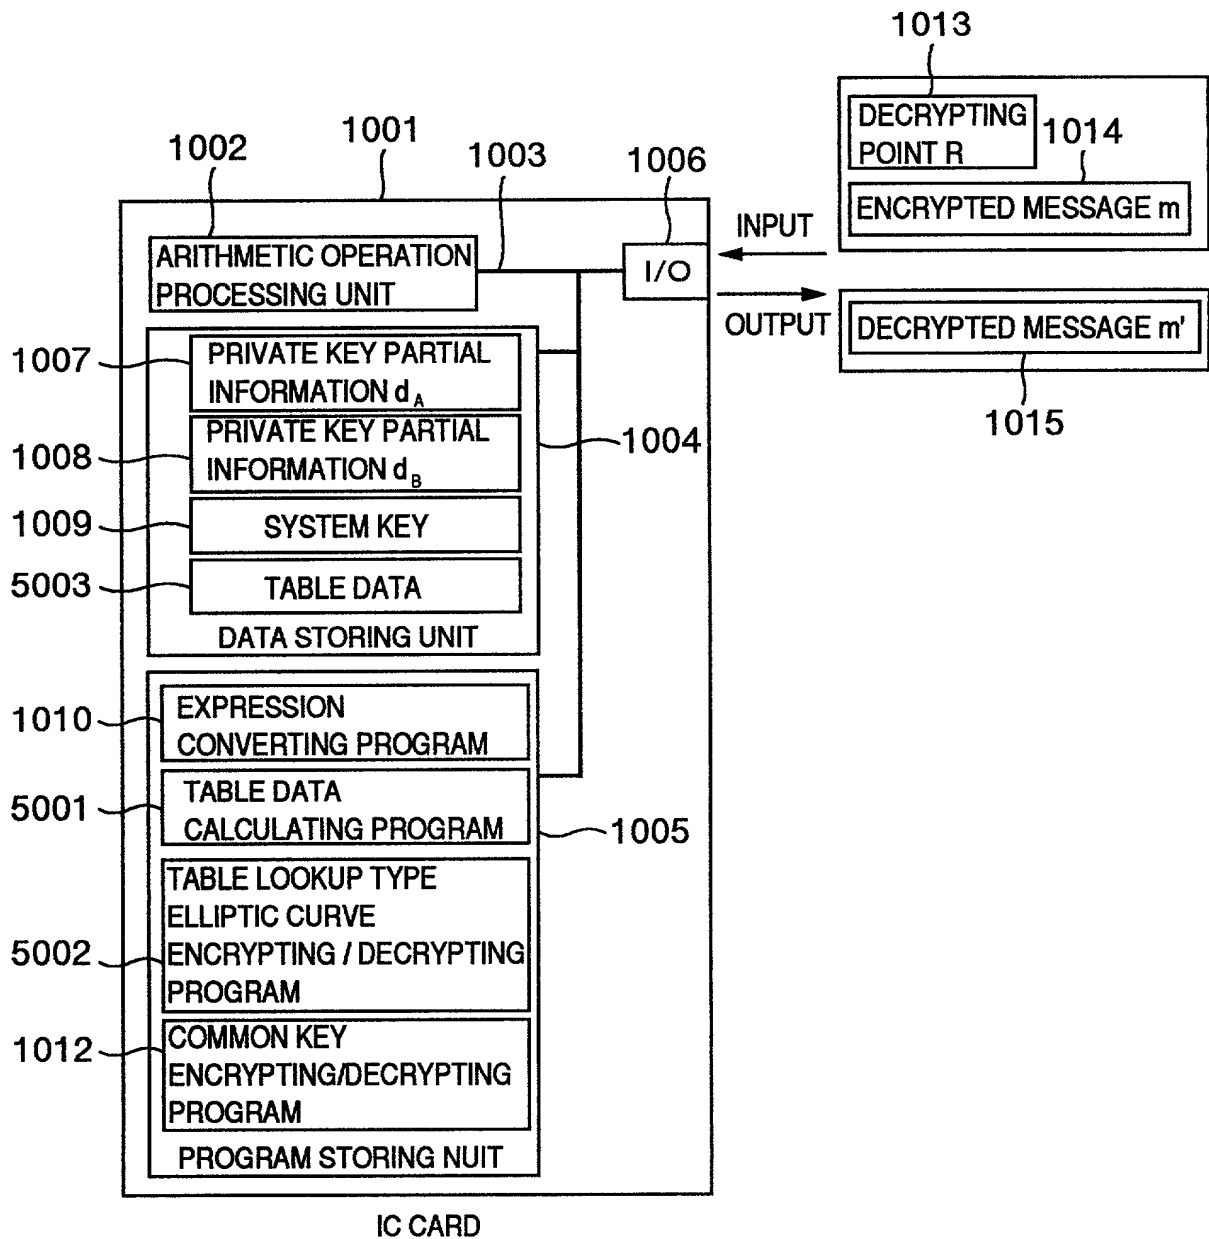 1013
DECRYPTING
POINT R
1014
ENCRYPTED MESSAGE m
1001
1002
1003
1006
INPUT
ARITHMETIC OPERATION
PROCESSING UNIT
I/O
OUTPUT
DECRYPTED MESSAGE m'
1015
1007
PRIVATE KEY PARTIAL
INFORMATION dA
1008
PRIVATE KEY PARTIAL
INFORMATION dB
1004
1009
SYSTEM KEY
5003
TABLE DATA
DATA STORING UNIT
1010
EXPRESSION
CONVERTING PROGRAM
5001
TABLE DATA
CALCULATING PROGRAM
1005
5002
TABLE LOOKUP TYPE
ELLIPTIC CURVE
ENCRYPTING / DECRYPTING
PROGRAM
1012
COMMON KEY
ENCRYPTING/DECRYPTING
PROGRAM
PROGRAM STORING NUIT
IC CARD